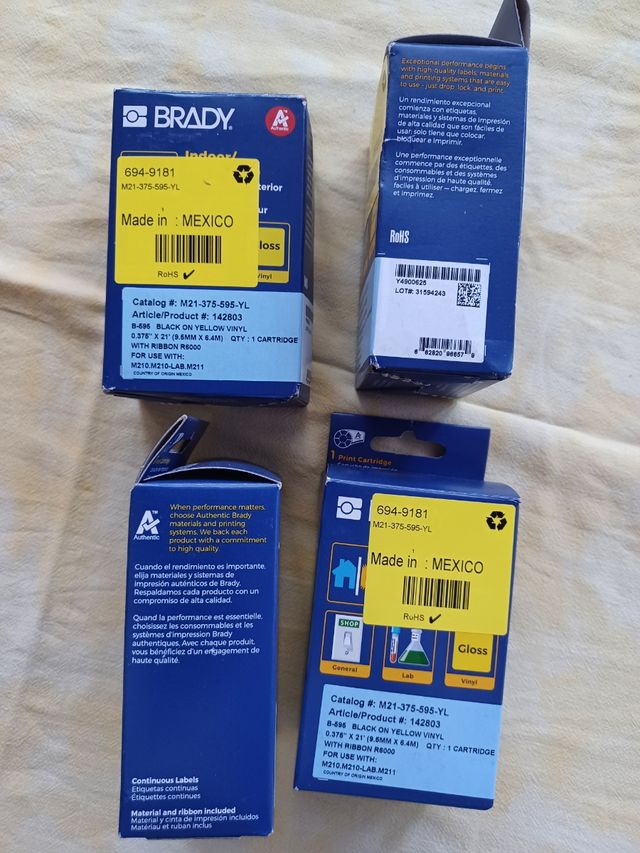 BRADY
Authentic
Indoor/
694-9181
M21-375-595-YL
Made in : MEXICO
RoHS
Gloss
Vinyl
Catalog #: M21-375-595-YL
Article/Product #: 142803
B-595 BLACK ON YELLOW VINYL
0.375" X 21' (9.5MM X 6.4M) QTY : 1 CARTRIDGE
WITH RIBBON R6000
FOR USE WITH:
M210.M210-LAB.M211
COUNTRY OF ORIGIN MEXICO
Exceptional performance begins
with high-quality labels, materials
and printing systems that are easy
to use - just drop, lock, and print.
Un rendimiento excepcional
comienza con etiquetas,
materiales y sistemas de impresión
de alta calidad que son fáciles de
usar: solo tiene que colocar,
bloquear e imprimir.
Une performance exceptionnelle
commence par des étiquettes, des
consommables et des systèmes
d'impression de haute qualité,
faciles à utiliser — chargez, fermez
et imprimez.
RoHS
Y4900625
LOT#: 31594243
6 62820 96657 9
Authentic
When performance matters,
choose Authentic Brady
materials and printing
systems. We back each
product with a commitment
to high quality.
Cuando el rendimiento es importante,
elija materiales y sistemas de
impresión auténticos de Brady.
Respaldamos cada producto con un
compromiso de alta calidad.
Quand la performance est essentielle,
choisissez les consommables et les
systèmes d'impression Brady
authentiques. Avec chaque produit,
vous bénéficiez d'un engagement de
haute qualité.
Continuous Labels
Etiquetas continuas
Étiquettes continues
Material and ribbon included
Material y cinta de impresión incluidos
Matériau et ruban inclus
1 Print Cartridge
694-9181
M21-375-595-YL
Made in : MEXICO
RoHS
SHOP
General
Lab
Gloss
Vinyl
Catalog #: M21-375-595-YL
Article/Product #: 142803
B-595 BLACK ON YELLOW VINYL
0.375" X 21' (9.5MM X 6.4M) QTY : 1 CARTRIDGE
WITH RIBBON R6000
FOR USE WITH:
M210.M210-LAB.M211
COUNTRY OF ORIGIN MEXICO